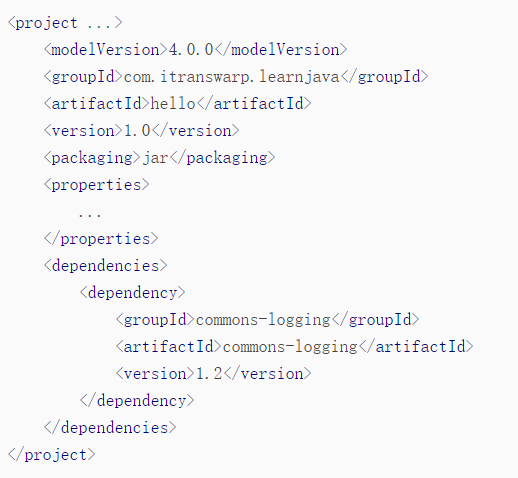 <project ...>
    <modelVersion>4.0.0</modelVersion>
    <groupId>com.itranswarp.learnjava</groupId>
    <artifactId>hello</artifactId>
    <version>1.0</version>
    <packaging>jar</packaging>
    <properties>
        ...
    </properties>
    <dependencies>
        <dependency>
            <groupId>commons-logging</groupId>
            <artifactId>commons-logging</artifactId>
            <version>1.2</version>
        </dependency>
    </dependencies>
</project>